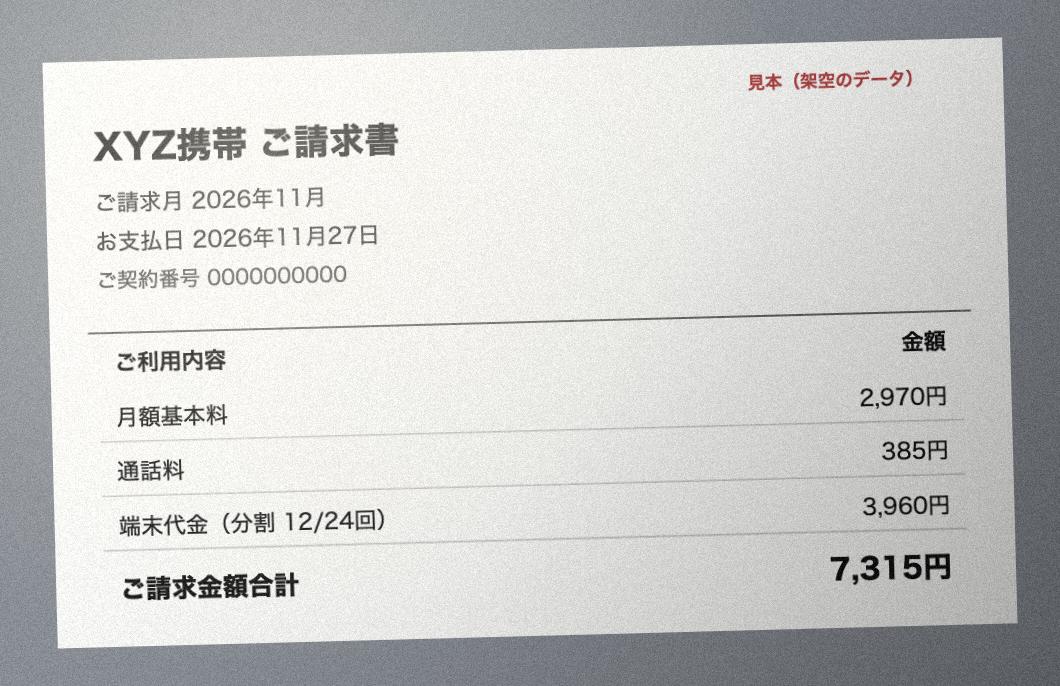 見本（架空のデータ）
XYZ携帯 ご請求書
ご請求月 2026年11月
お支払日 2026年11月27日
ご契約番号 0000000000
ご利用内容 金額
月額基本料 2,970円
通話料 385円
端末代金（分割 12/24回） 3,960円
ご請求金額合計 7,315円